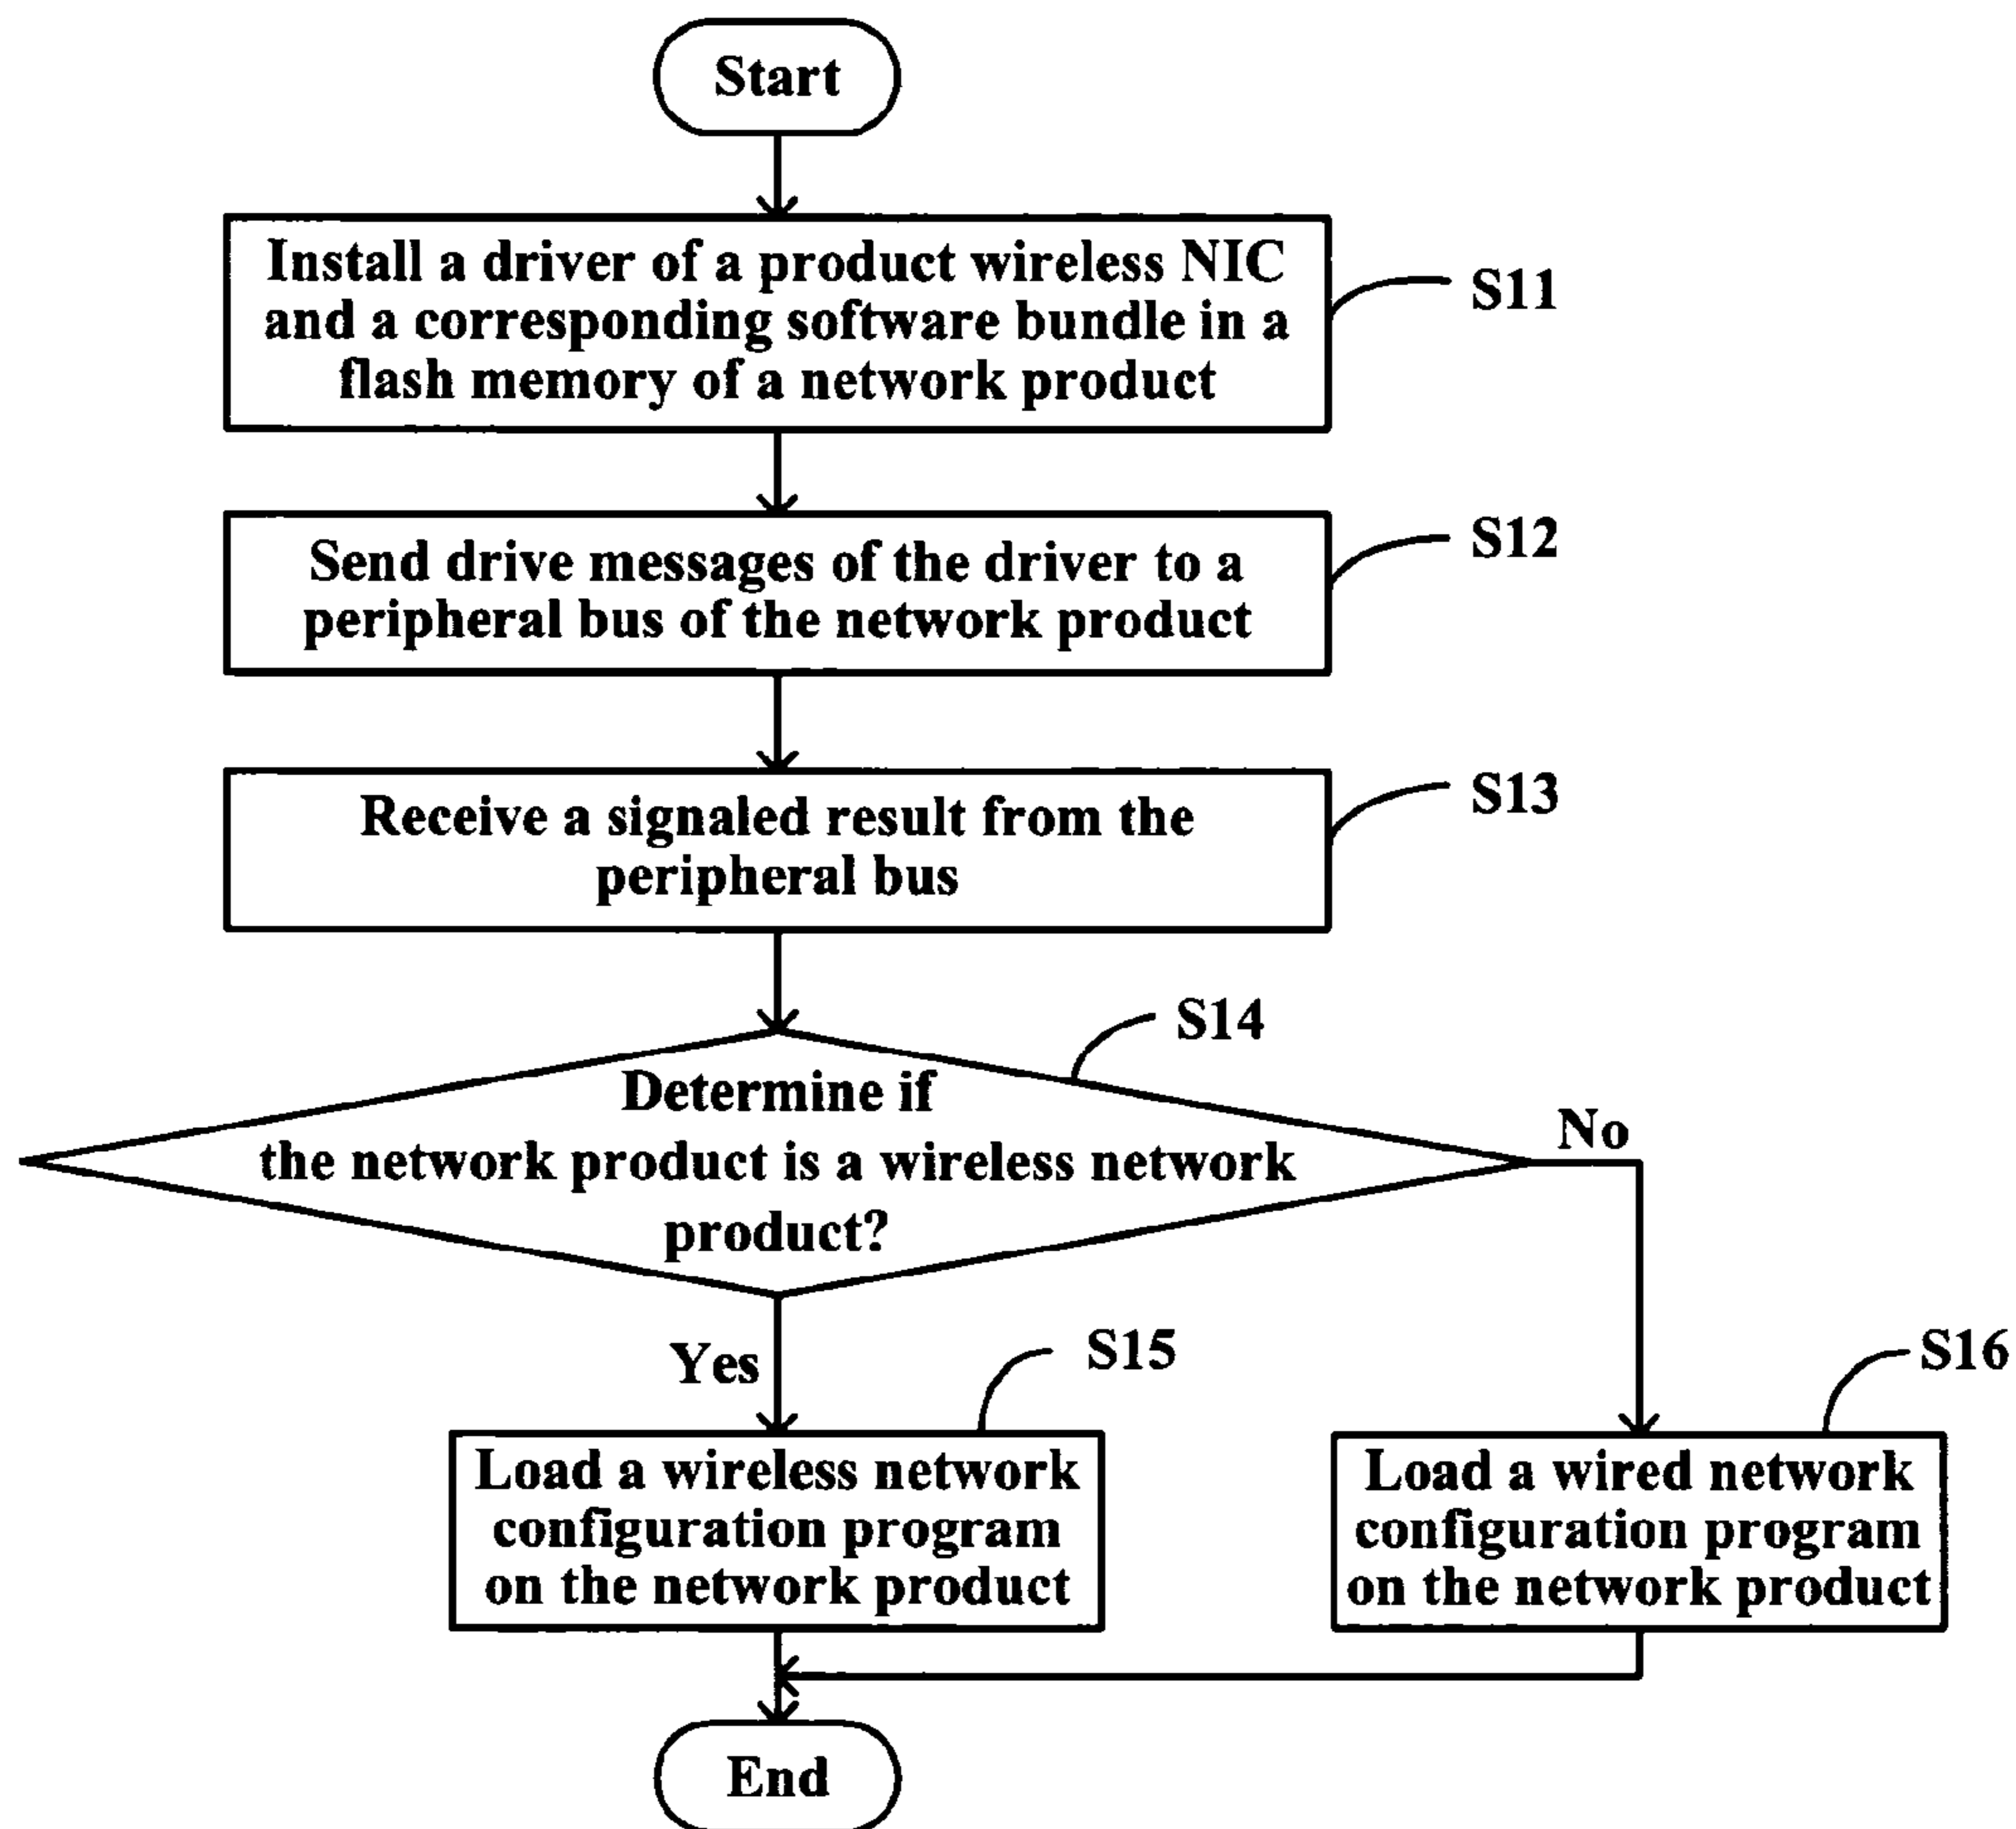 Start
Install a driver of a product wireless NIC
and a corresponding software bundle in a
flash memory of a network product
S11
Send drive messages of the driver to a
peripheral bus of the network product
S12
Receive a signaled result from the
peripheral bus
S13
S14
Determine if
the network product is a wireless network
product?
No
Yes
S15
S16
Load a wireless network
configuration program
on the network product
Load a wired network
configuration program
on the network product
End